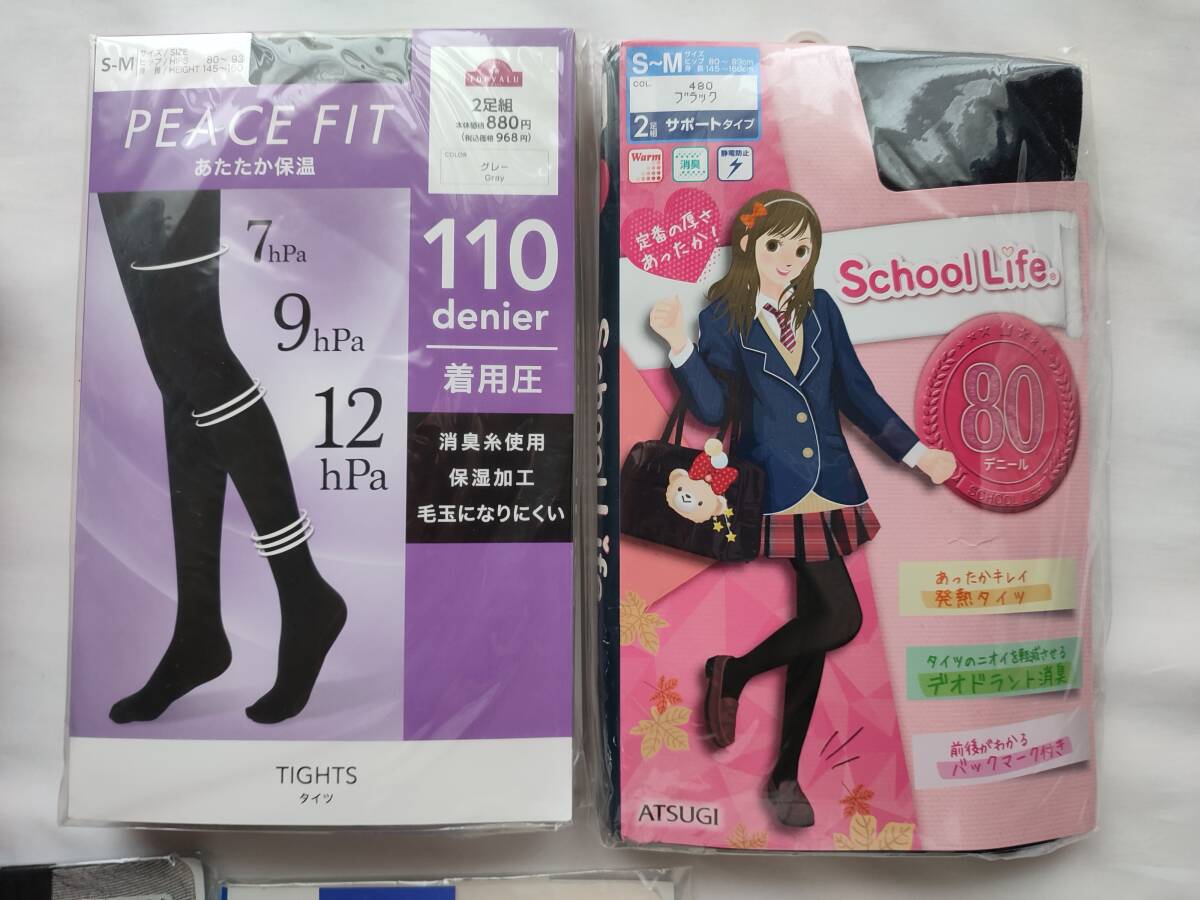 S-M
サイズ/SIZE
ヒップ/HIPS 80～93
身長/HEIGHT 145～160
TOPVALU
2足組
本体価格 880円
(税込価格 968円)
COLOR
グレー
Gray
PEACE FIT
あたたか保温
7hPa
9hPa
12
hPa
110
denier
着用圧
消臭糸使用
保湿加工
毛玉になりにくい
TIGHTS
タイツ
S～M
サイズ
ヒップ 80～93cm
身長 145～160cm
COL.
480
ブラック
2足組 サポートタイプ
Warm
消臭
静電防止
定番の厚さ
あったか!
School Life®
School Life
80
デニール
SCHOOL LIFE
あったかキレイ
発熱タイツ
タイツのニオイを軽減させる
デオドラント消臭
前後がわかる
バックマーク付き
ATSUGI